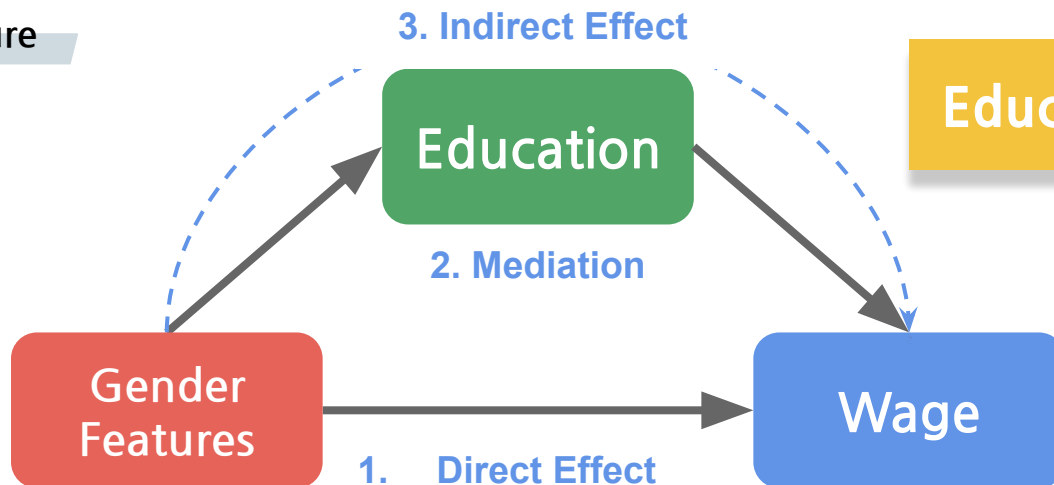 ure
3. Indirect Effect
Education
Educ
2. Mediation
Gender
Features
Wage
1. Direct Effect